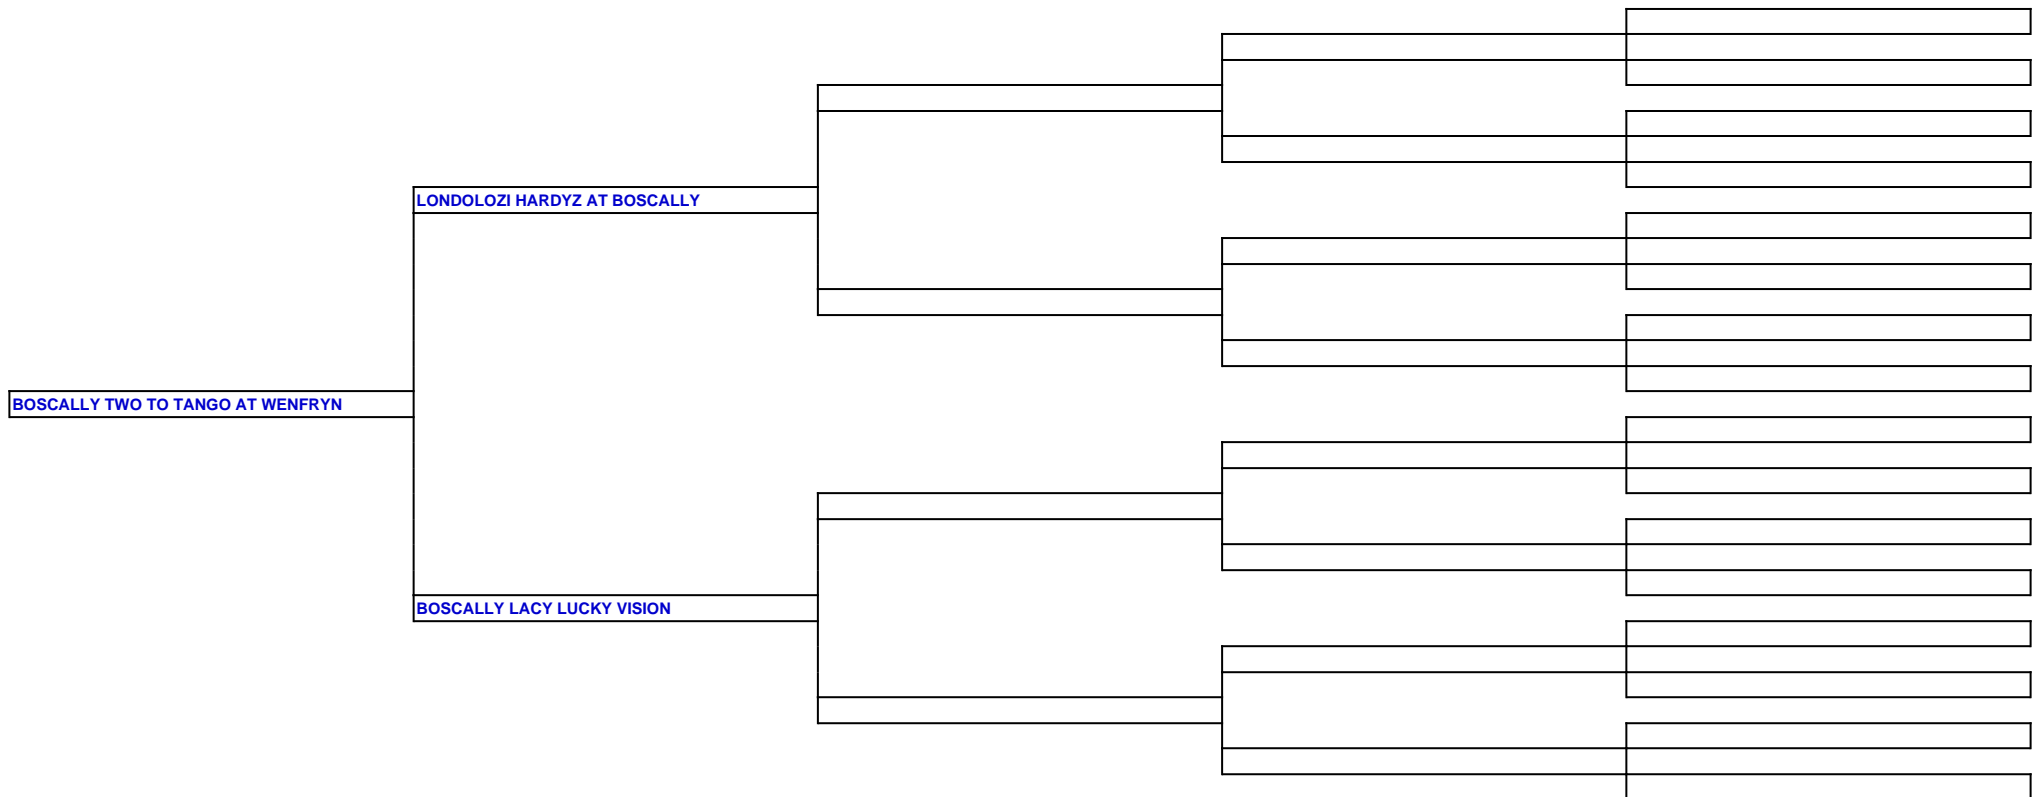 LONDOLOZI HARDYZ AT BOSCALLY
BOSCALLY TWO TO TANGO AT WENFRYN
BOSCALLY LACY LUCKY VISION